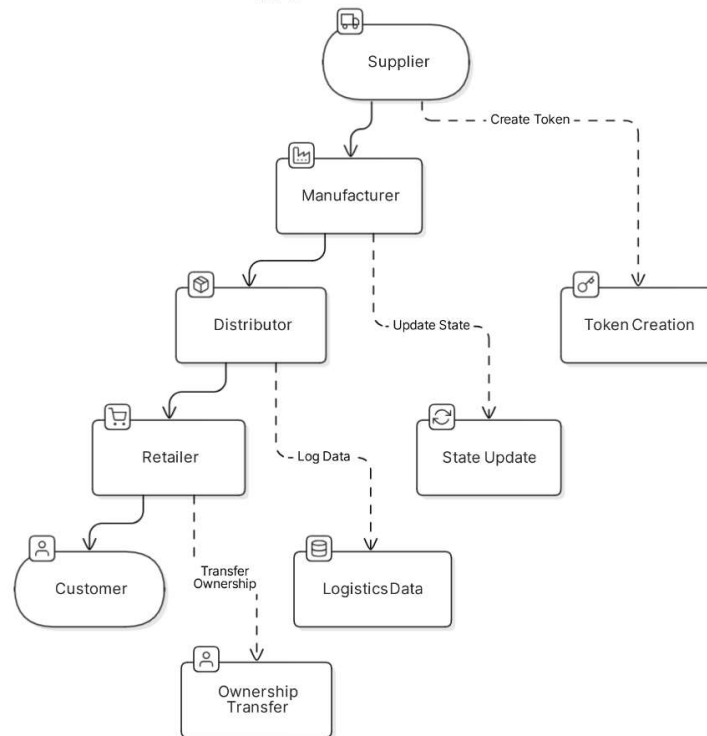 Supplier
Create Token
Manufacturer
Distributor
Update State
Token Creation
Retailer
Log Data
State Update
Customer
Transfer
Ownership
Logistics Data
Ownership
Transfer